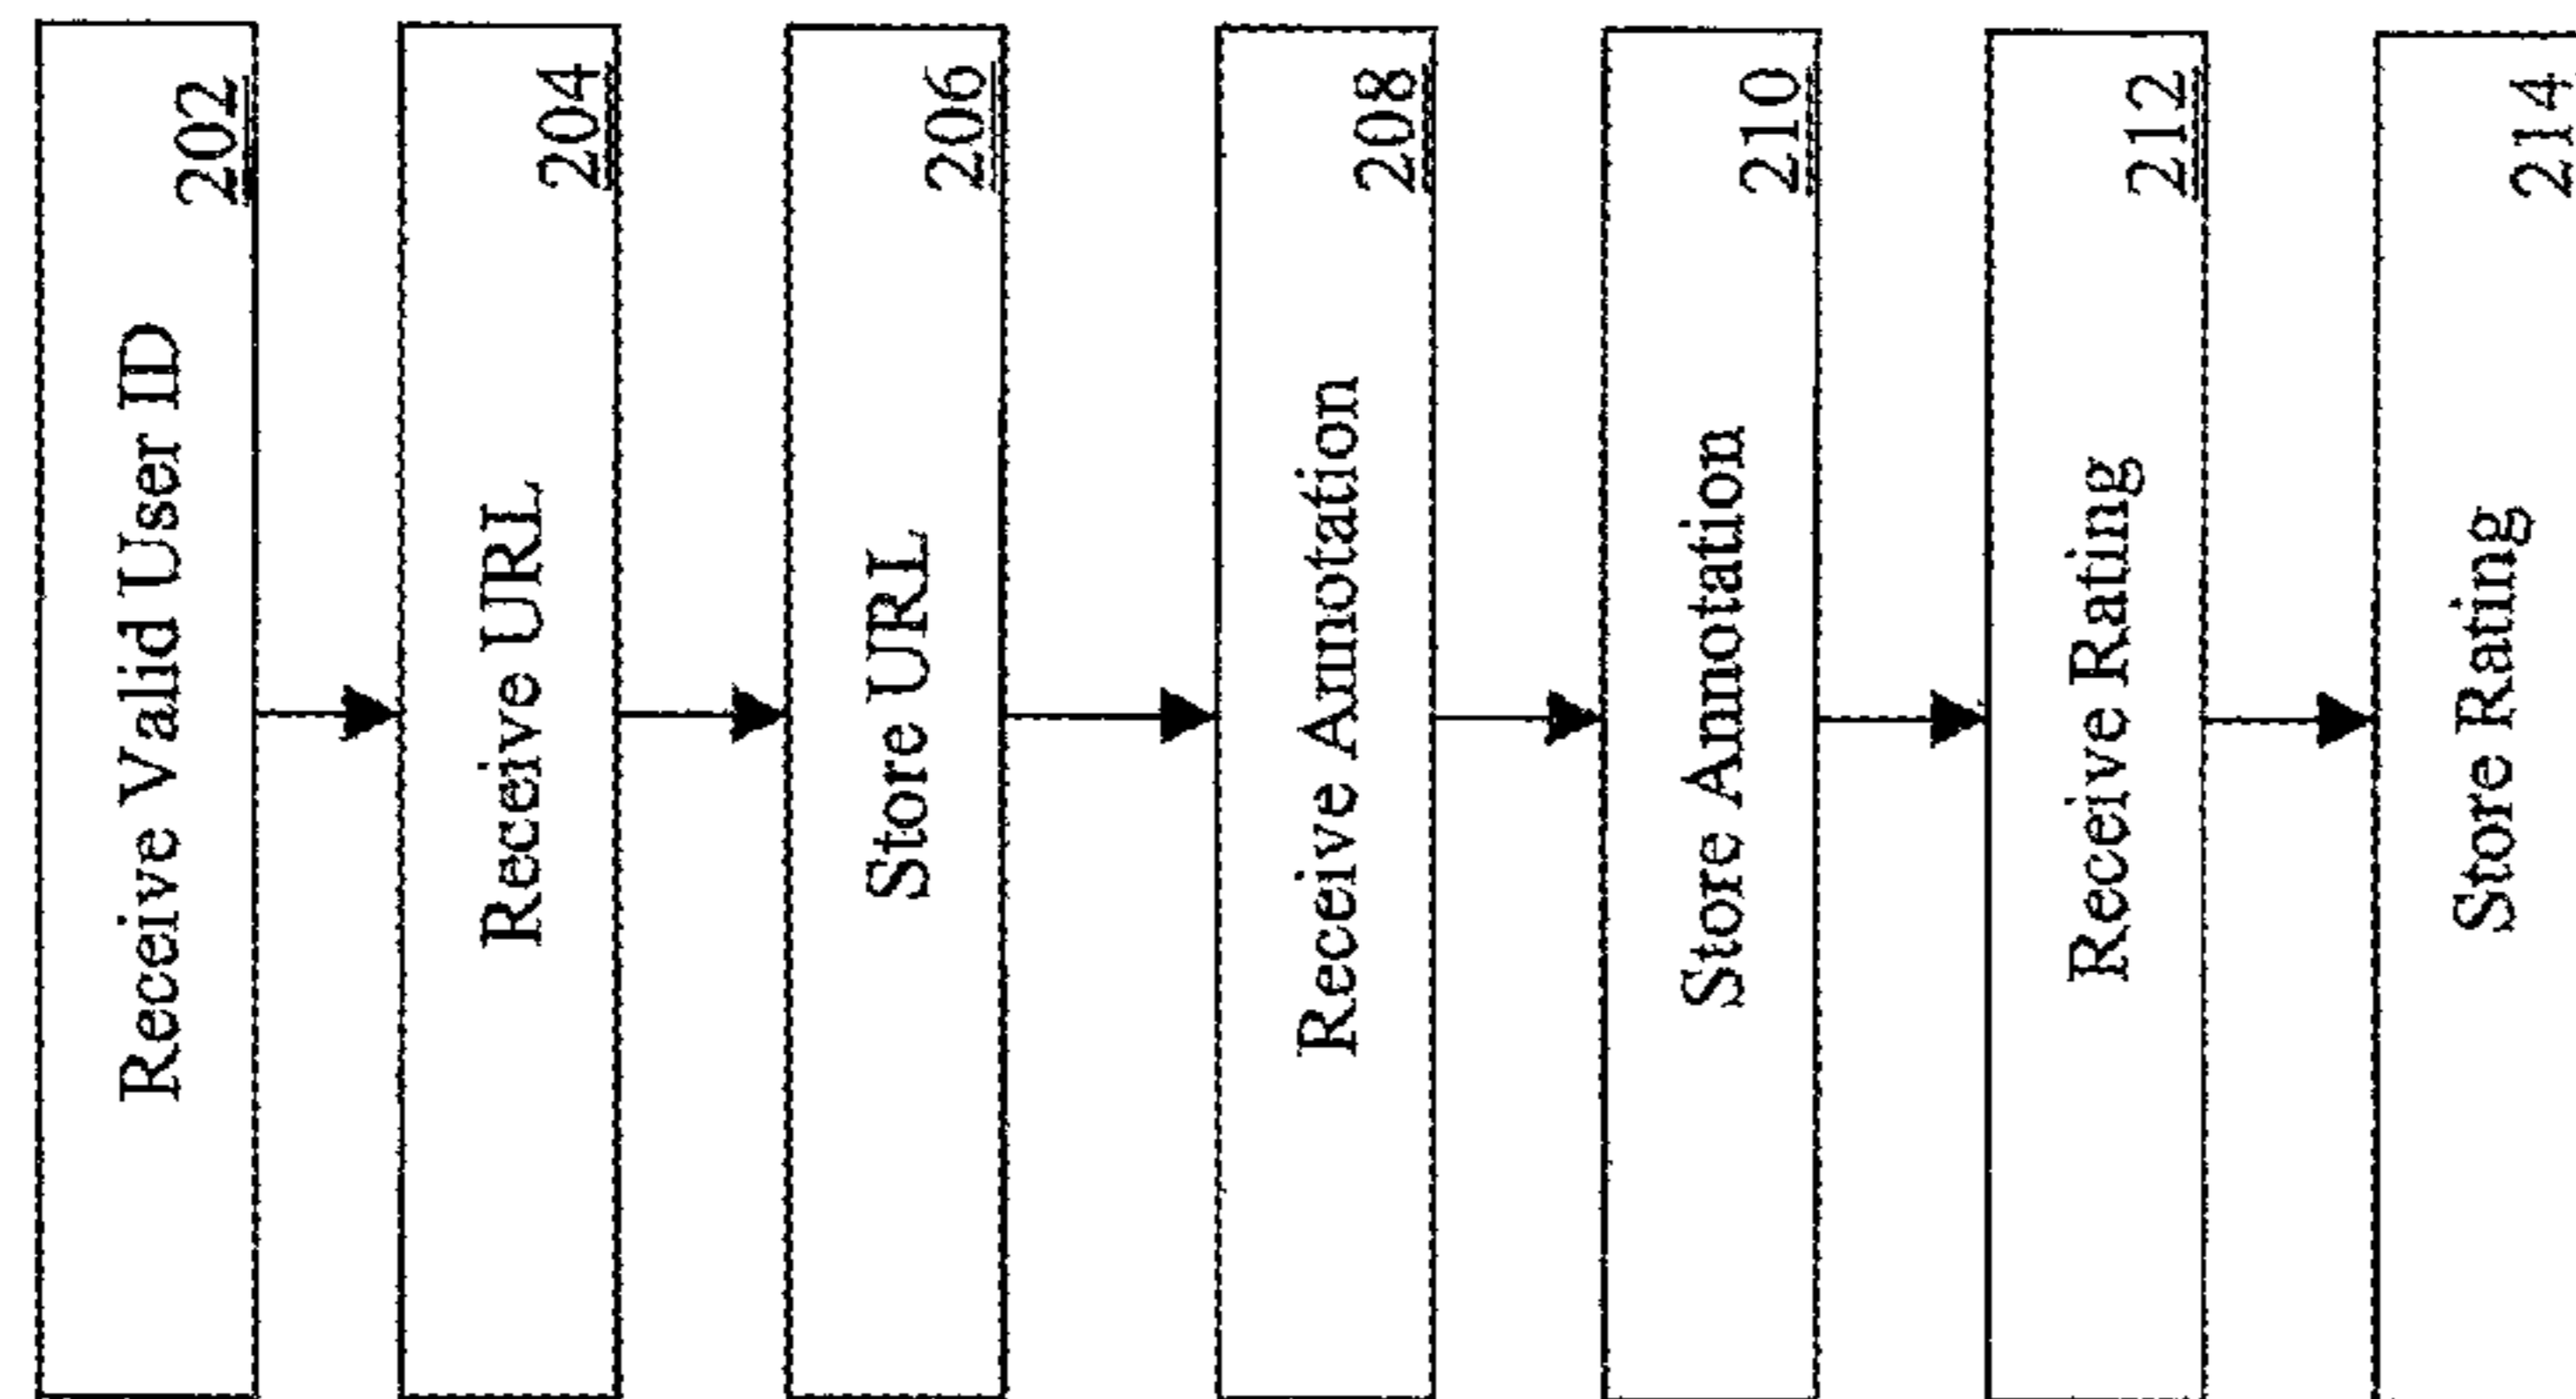 Receive Valid User ID
202
Receive URL
204
Store URL
206
Receive Annotation
208
Store Annotation
210
Receive Rating
212
Store Rating
214